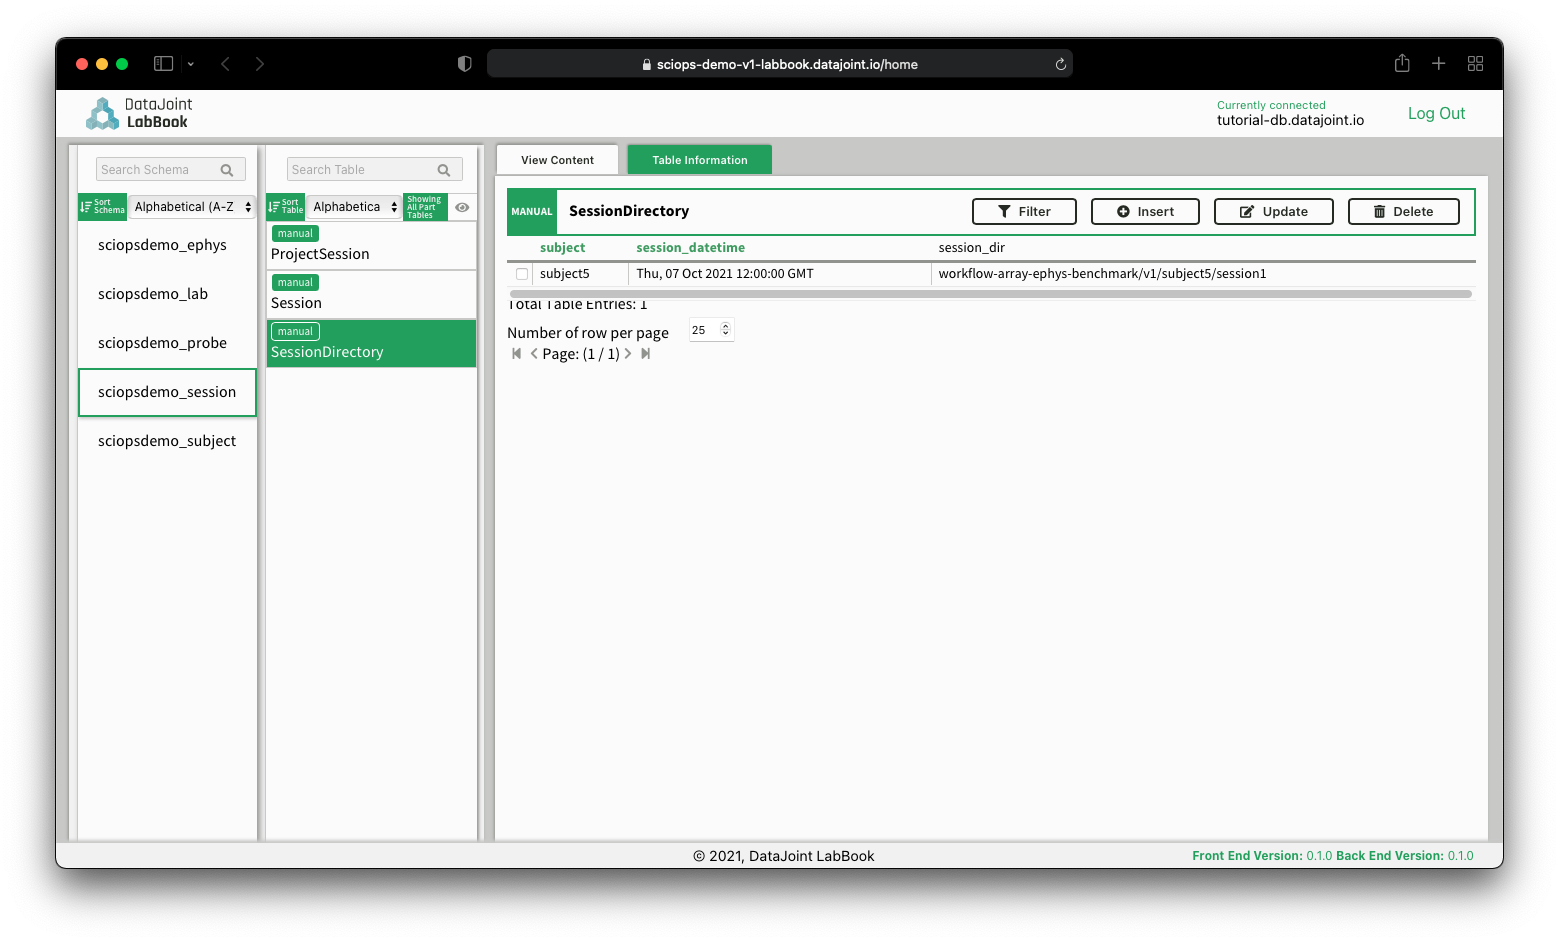 sciops-demo-v1-labbook.datajoint.io/home
DataJoint
LabBook
Currently connected
tutorial-db.datajoint.io
Log Out
Search Schema
Sort
Schema
Alphabetical (A-Z
sciopsdemo_ephys
sciopsdemo_lab
sciopsdemo_probe
sciopsdemo_session
sciopsdemo_subject
Search Table
Sort
Table
Alphabetica
Showing
All Part
Tables
manual
ProjectSession
manual
Session
manual
SessionDirectory
View Content
Table Information
MANUAL
SessionDirectory
Filter
Insert
Update
Delete
subject session_datetime session_dir
subject5 Thu, 07 Oct 2021 12:00:00 GMT workflow-array-ephys-benchmark/v1/subject5/session1
Total Table Entries: 1
Number of row per page 25
Page: (1 / 1)
© 2021, DataJoint LabBook
Front End Version: 0.1.0 Back End Version: 0.1.0